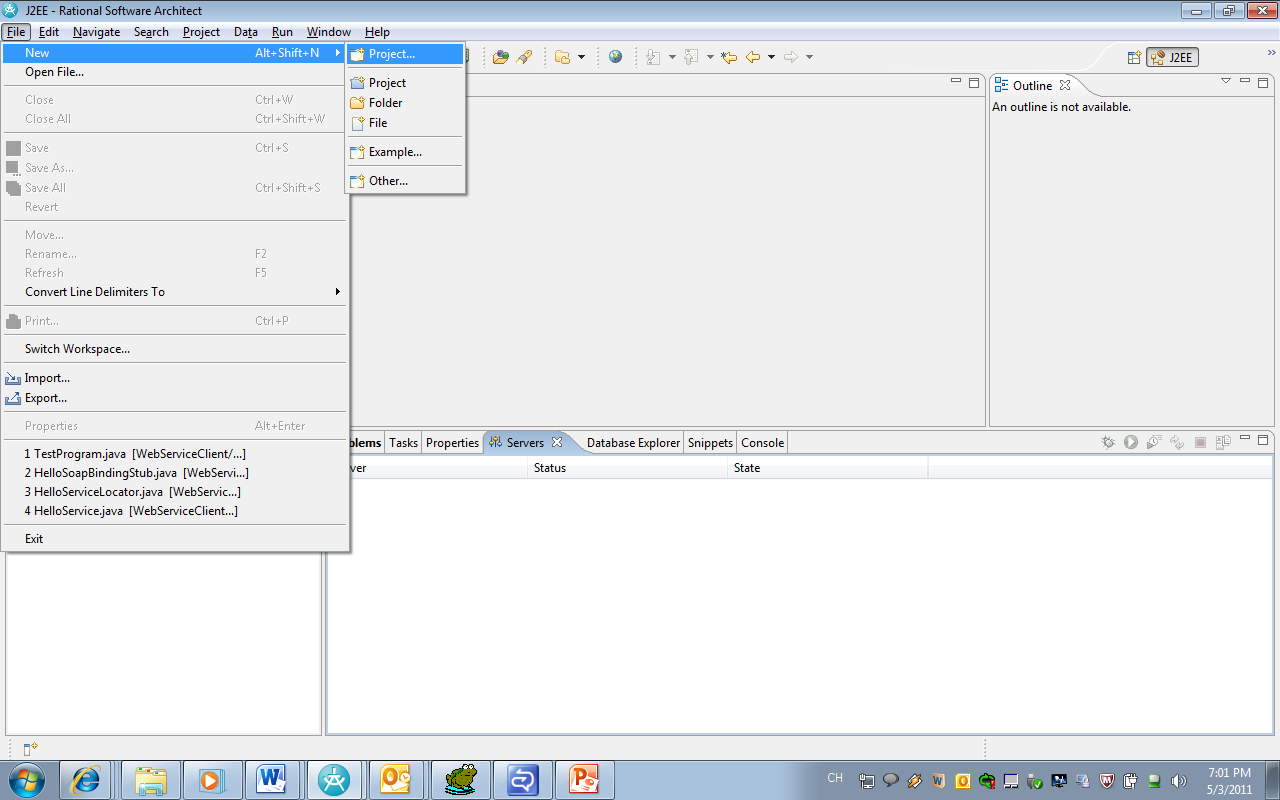 J2EE - Rational Software Architect
File Edit Navigate Search Project Data Run Window Help
New Alt+Shift+N
Open File...
Close Ctrl+W
Close All Ctrl+Shift+W
Save Ctrl+S
Save As...
Save All Ctrl+Shift+S
Revert
Move...
Rename... F2
Refresh F5
Convert Line Delimiters To
Print... Ctrl+P
Switch Workspace...
Import...
Export...
Properties Alt+Enter
1 TestProgram.java [WebServiceClient/...]
2 HelloSoapBindingStub.java [WebServi...]
3 HelloServiceLocator.java [WebServic...]
4 HelloService.java [WebServiceClient...]
Exit
Project...
Project
Folder
File
Example...
Other...
J2EE
Outline
An outline is not available.
oblems Tasks Properties Servers Database Explorer Snippets Console
ver Status State
CH
7:01 PM
5/3/2011